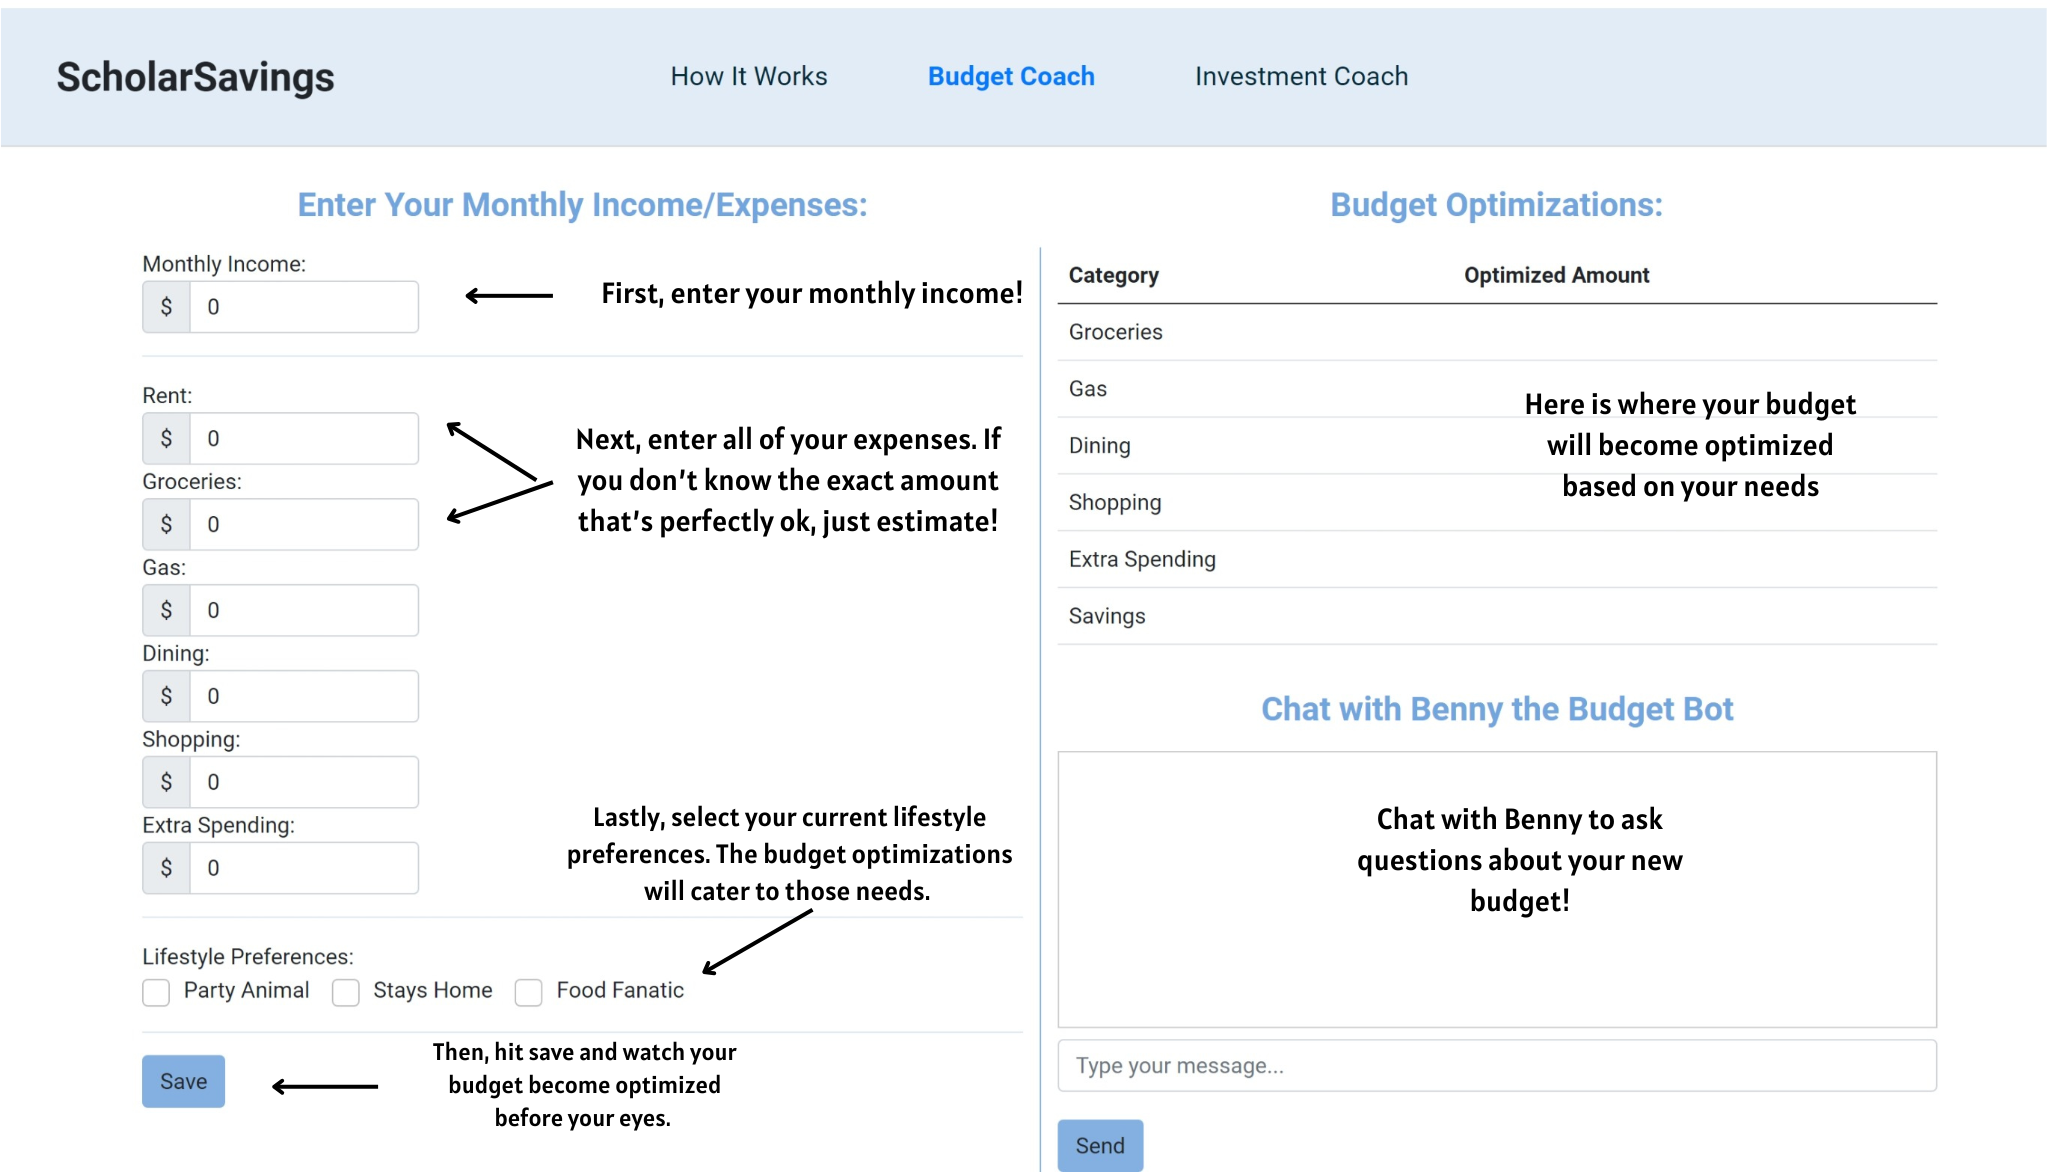 ScholarSavings
How It Works
Budget Coach
Investment Coach
Enter Your Monthly Income/Expenses:
Monthly Income:
$ 0
First, enter your monthly income!
Rent:
$ 0
Groceries:
$ 0
Next, enter all of your expenses. If
you don't know the exact amount
that's perfectly ok, just estimate!
Gas:
$ 0
Dining:
$ 0
Shopping:
$ 0
Extra Spending:
$ 0
Lastly, select your current lifestyle
preferences. The budget optimizations
will cater to those needs.
Lifestyle Preferences:
Party Animal
Stays Home
Food Fanatic
Save
Then, hit save and watch your
budget become optimized
before your eyes.
Budget Optimizations:
Category
Optimized Amount
Groceries
Gas
Dining
Shopping
Extra Spending
Savings
Here is where your budget
will become optimized
based on your needs
Chat with Benny the Budget Bot
Chat with Benny to ask
questions about your new
budget!
Type your message...
Send